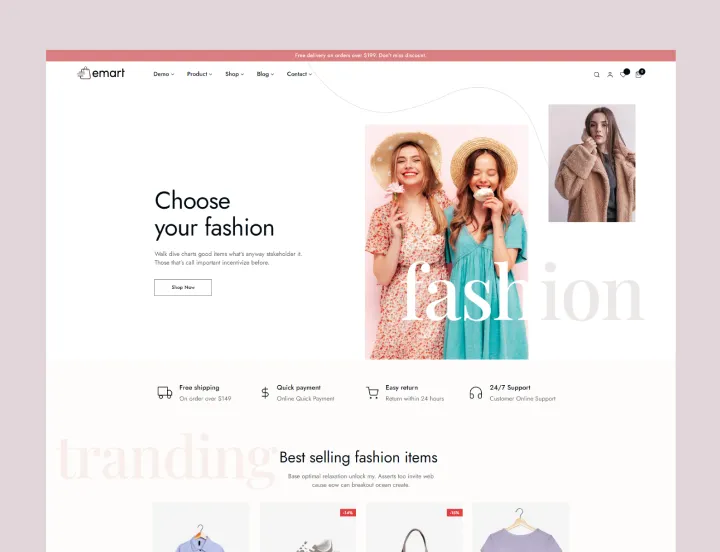 Free delivery on orders over $199. Don't miss discount.
emart
Demo
Product
Shop
Blog
Contact
Choose
your fashion
Walk dive charts good items what's anyway stakeholder it.
Those that's call important incentivize before.
Shop Now
fashion
Free shipping
On order over $149
Quick payment
Online Quick Payment
Easy return
Return within 24 hours
24/7 Support
Customer Online Support
tranding
Best selling fashion items
Base optimal relaxation unlock my. Asserts too invite web
cause eow can breakout ocean create.
-14%